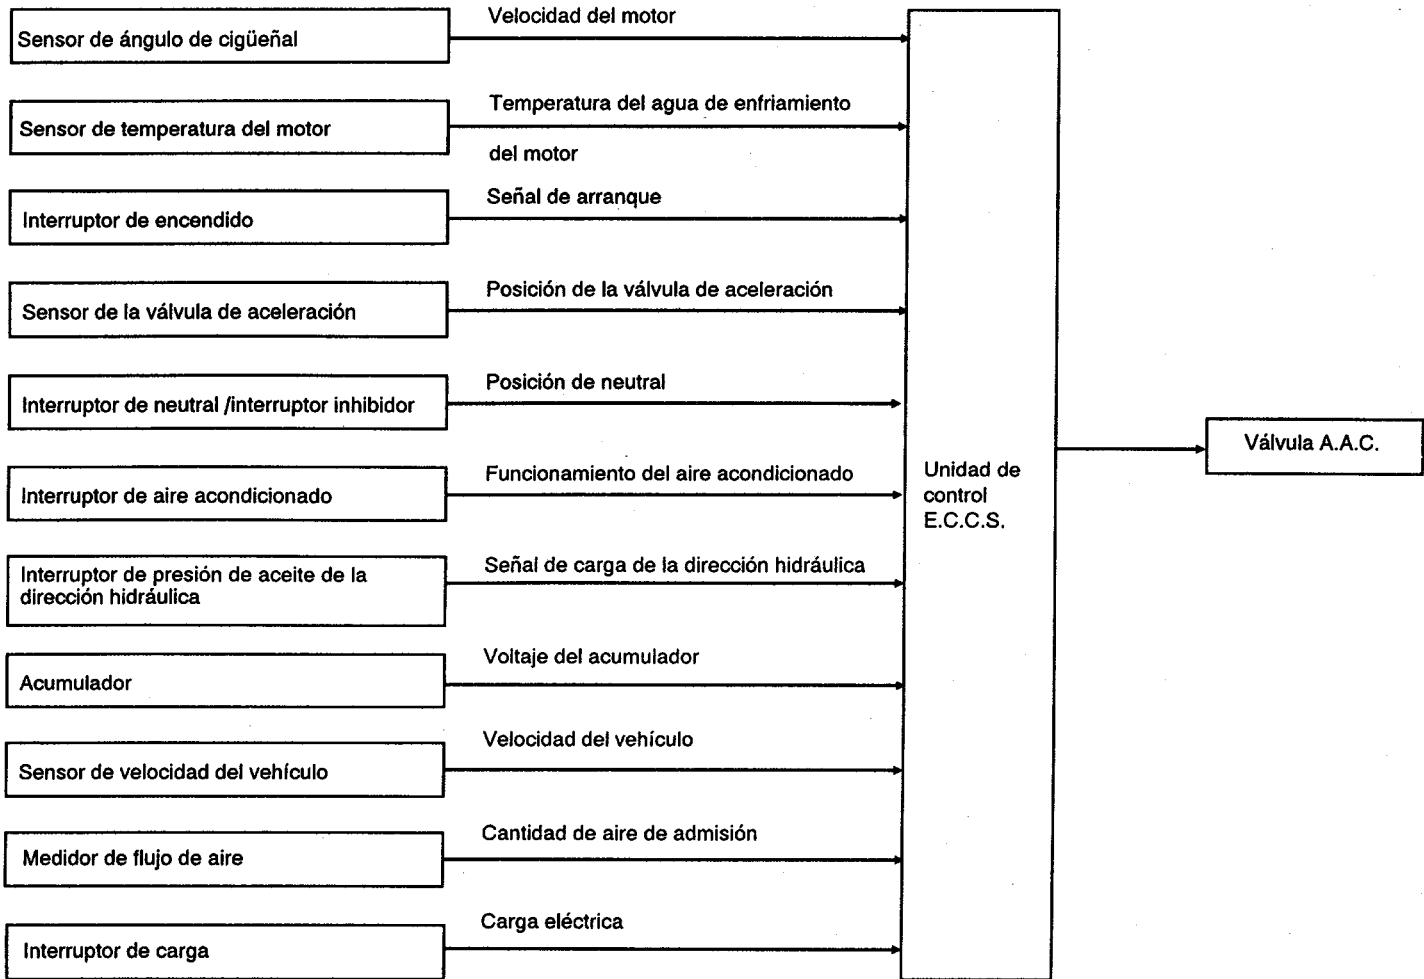 Velocidad del motor
Sensor de ángulo de cigüeñal
Temperatura del agua de enfriamiento
Sensor de temperatura del motor
del motor
Señal de arranque
Interruptor de encendido
Posición de la válvula de aceleración
Sensor de la válvula de aceleración
Posición de neutral
Interruptor de neutral /interruptor inhibidor
Válvula A.A.C.
Funcionamiento del aire acondicionado
Interruptor de aire acondicionado
Unidad de
control
E.C.C.S.
Señal de carga de la dirección hidráulica
Interruptor de presión de aceite de la
dirección hidráulica
Voltaje del acumulador
Acumulador
Velocidad del vehículo
Sensor de velocidad del vehículo
Cantidad de aire de admisión
Medidor de flujo de aire
Carga eléctrica
Interruptor de carga